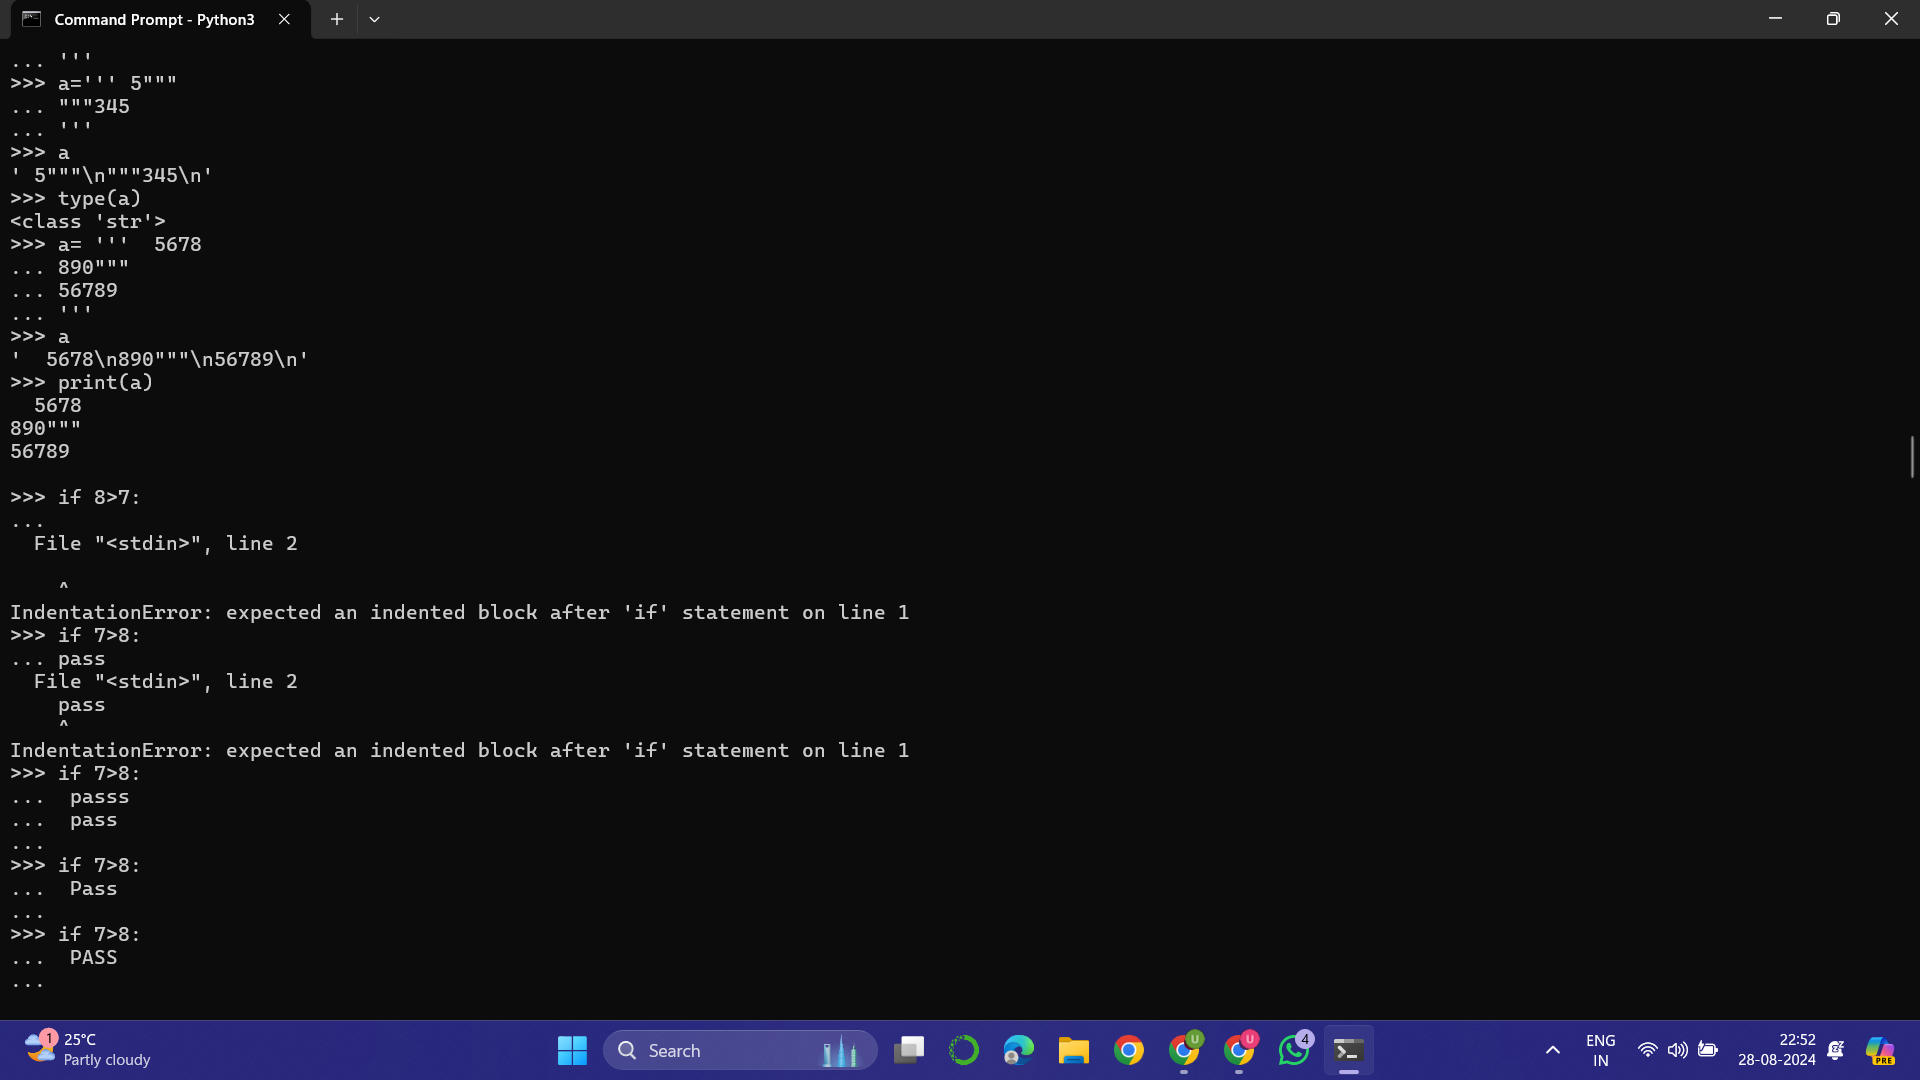 Command Prompt - Python3
... '''
>>> a=''' 5"""
... """345
... '''
>>> a
' 5"""\n"""345\n'
>>> type(a)
<class 'str'>
>>> a= '''  5678
... 890"""
... 56789
... '''
>>> a
'  5678\n890"""\n56789\n'
>>> print(a)
  5678
890"""
56789

>>> if 8>7:
...
  File "<stdin>", line 2

    ^
IndentationError: expected an indented block after 'if' statement on line 1
>>> if 7>8:
... pass
  File "<stdin>", line 2
    pass
    ^
IndentationError: expected an indented block after 'if' statement on line 1
>>> if 7>8:
...  passs
...  pass
...
>>> if 7>8:
...  Pass
...
>>> if 7>8:
...  PASS
...
1
25°C
Partly cloudy
Search
U
U
4
ENG
IN
22:52
28-08-2024
PRE